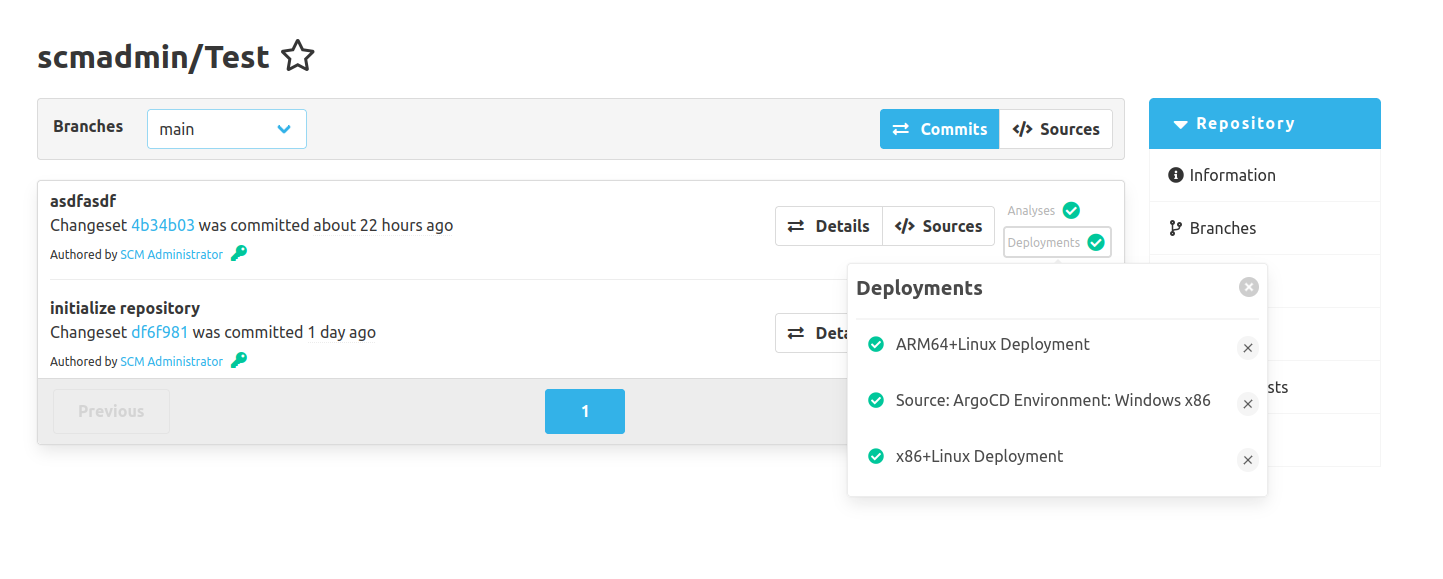 scmadmin/Test
Branches
main
Commits
Sources
Repository
Information
Branches
asdfasdf
Changeset 4b34b03 was committed about 22 hours ago
Authored by SCM Administrator
Details
Sources
Analyses
Deployments
initialize repository
Changeset df6f981 was committed 1 day ago
Authored by SCM Administrator
Previous
1
Deployments
ARM64+Linux Deployment
Source: ArgoCD Environment: Windows x86
x86+Linux Deployment